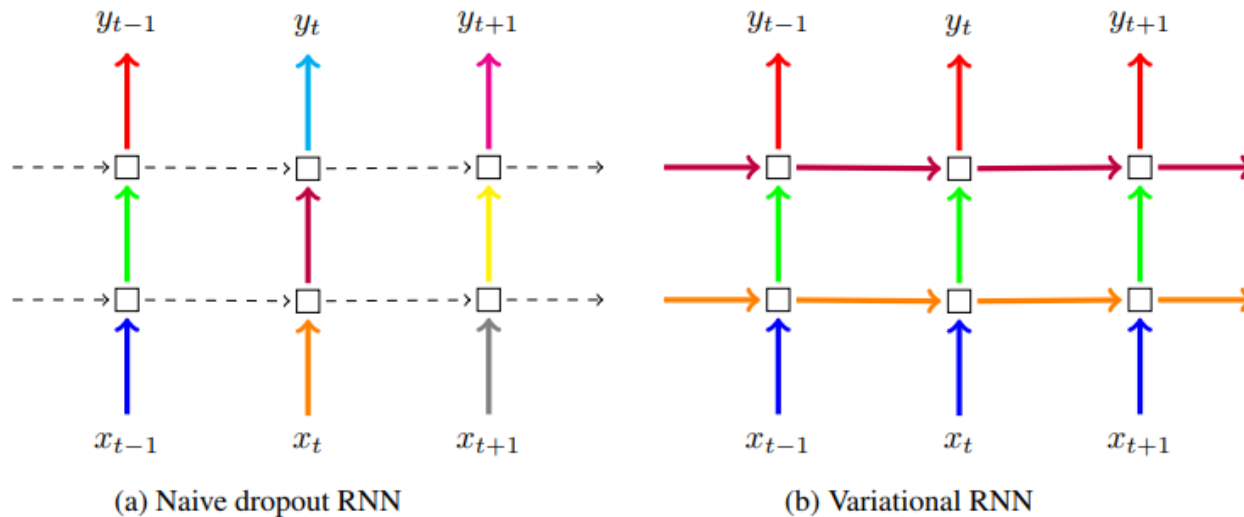 y_{t-1} y_t y_{t+1} y_{t-1} y_t y_{t+1}
x_{t-1} x_t x_{t+1} x_{t-1} x_t x_{t+1}
(a) Naive dropout RNN (b) Variational RNN